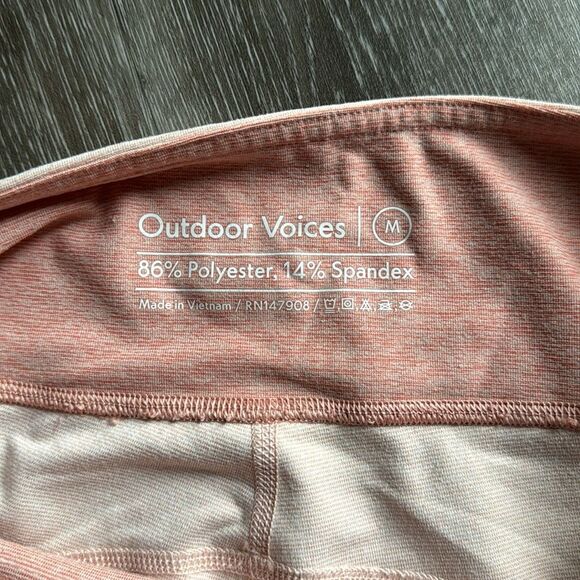 Outdoor Voices | M
86% Polyester, 14% Spandex
Made in Vietnam / RN147908 /